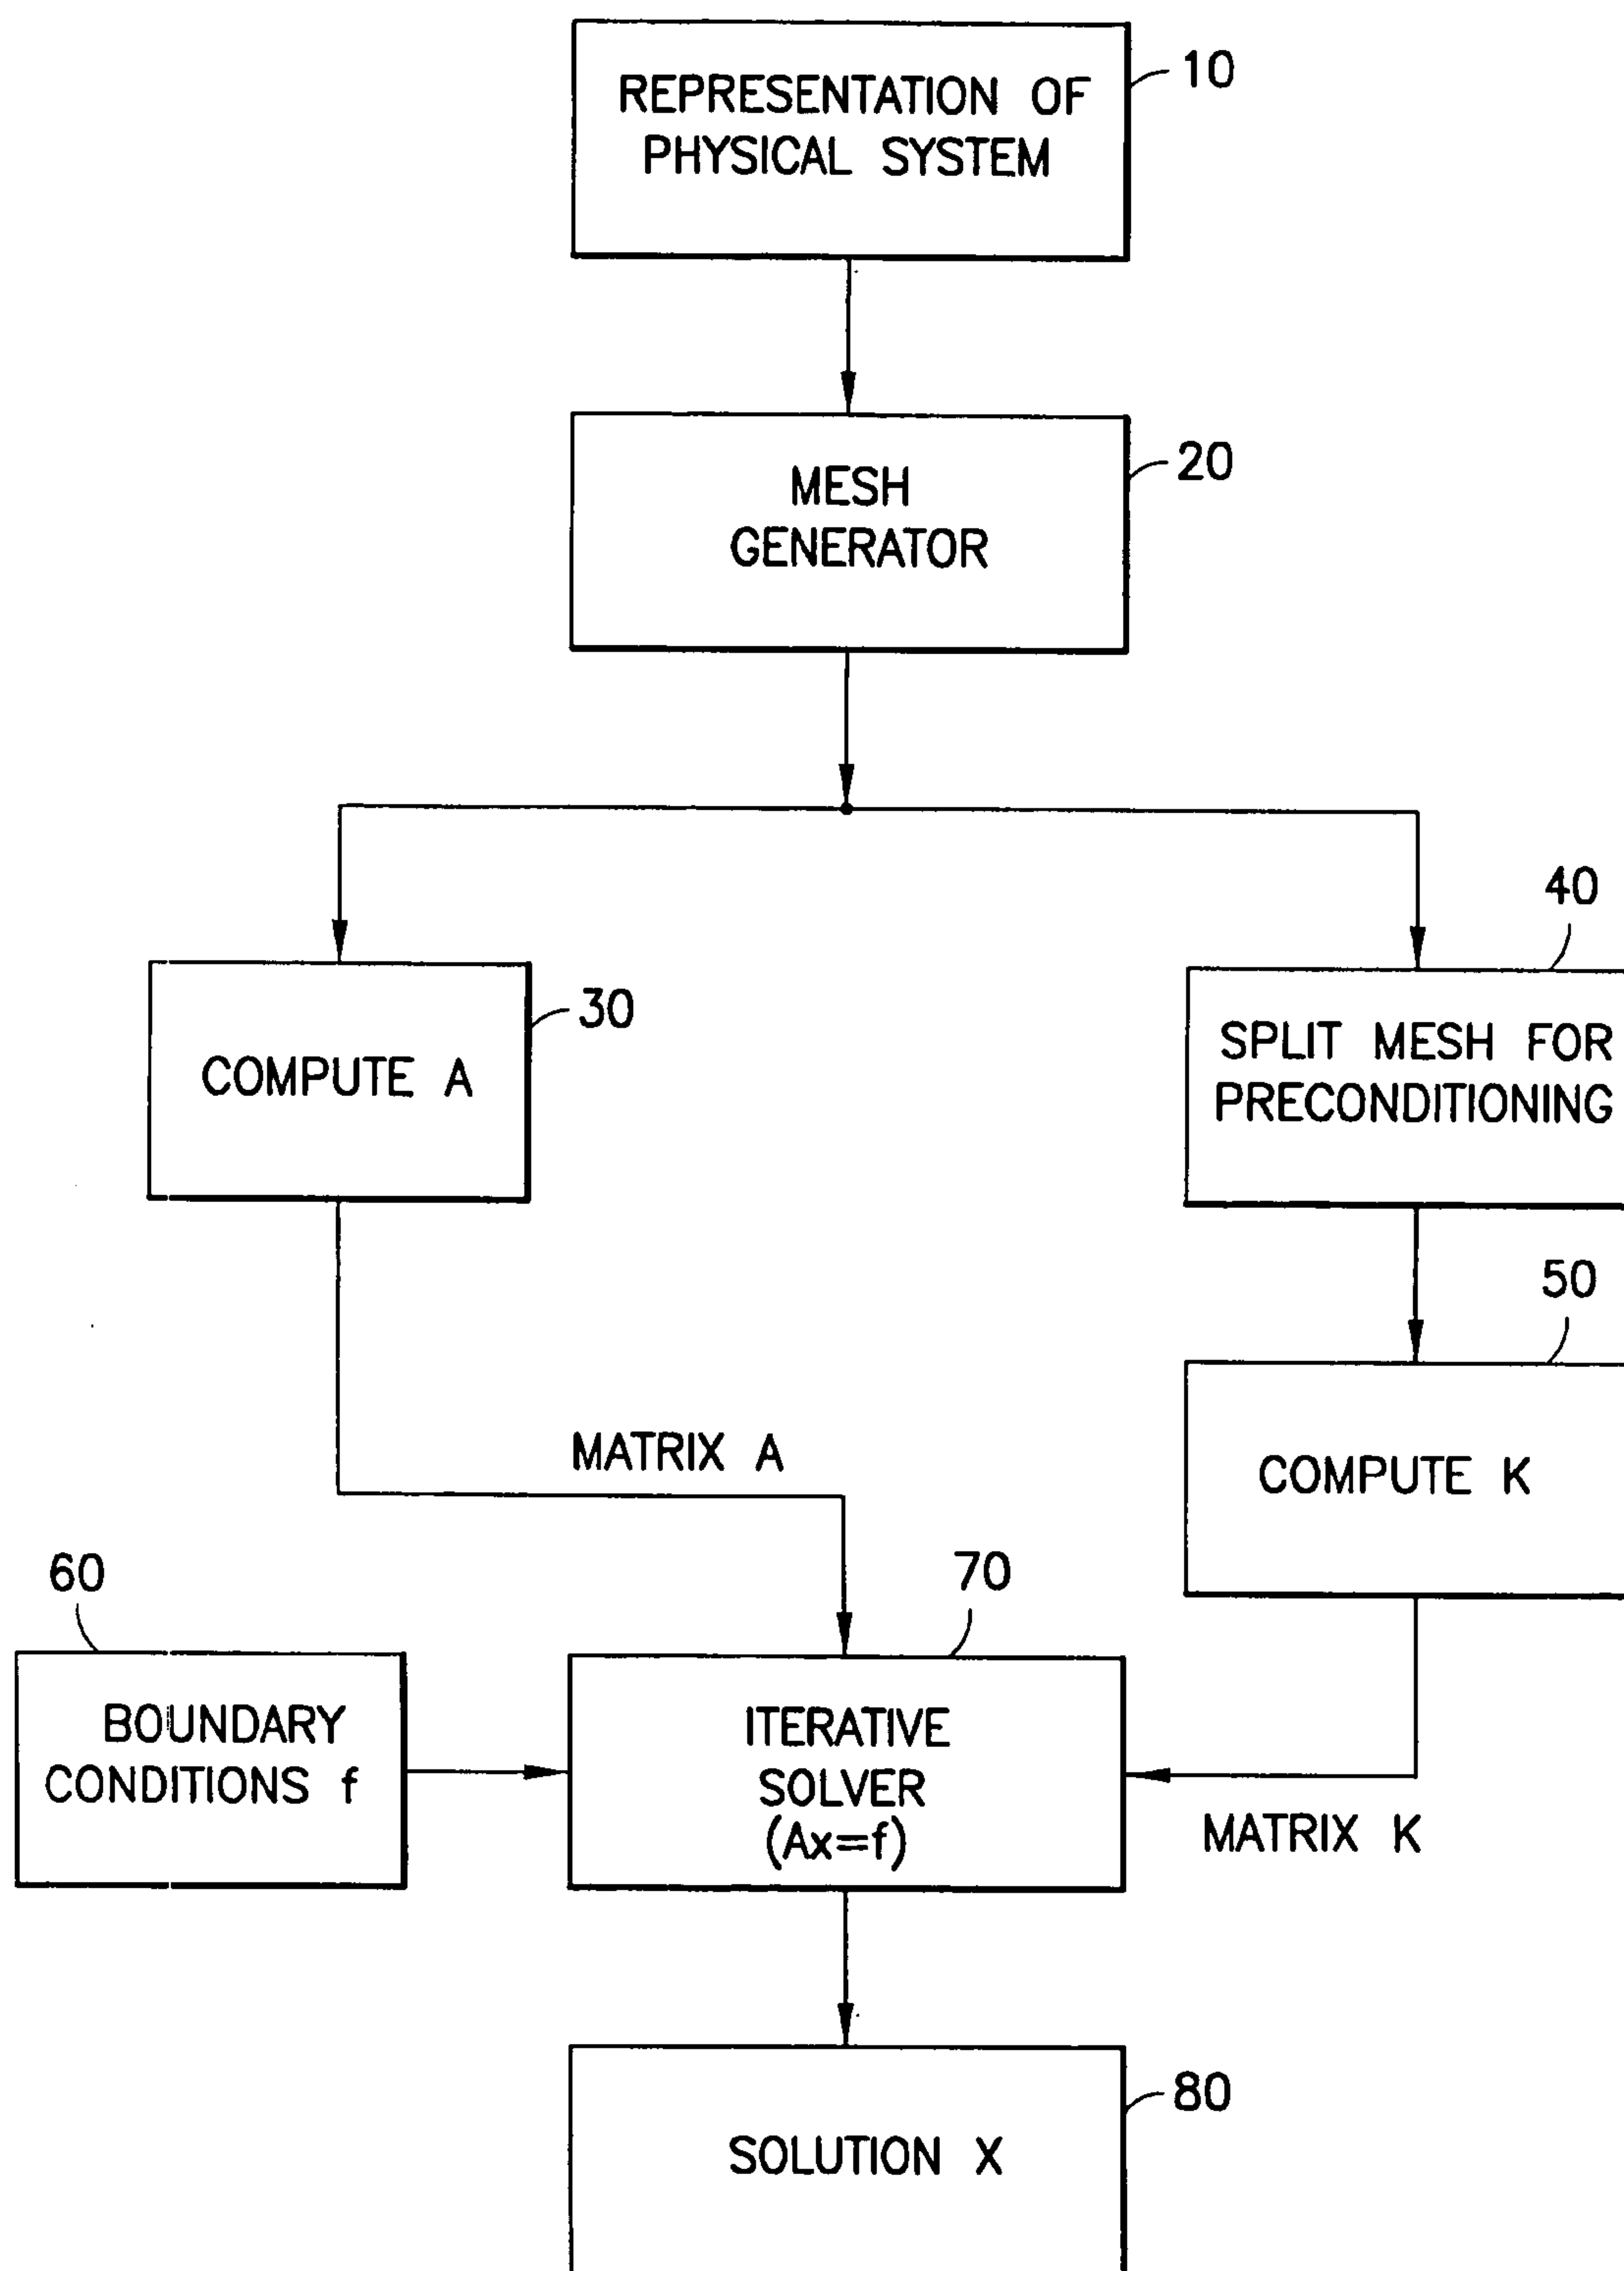 REPRESENTATION OF
PHYSICAL SYSTEM
10
MESH
GENERATOR
20
40
30
COMPUTE A
SPLIT MESH FOR
PRECONDITIONING
50
MATRIX A
COMPUTE K
60
70
BOUNDARY
CONDITIONS f
ITERATIVE
SOLVER
(Ax=f)
MATRIX K
80
SOLUTION X